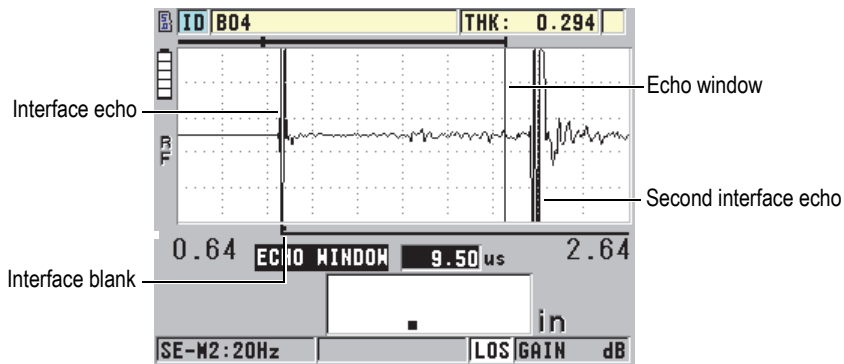 ID B04 THK: 0.294
Echo window
Interface echo
RF
Second interface echo
0.64 ECHO WINDOW 9.50 us 2.64
Interface blank
in
SE-M2:20Hz LOS GAIN dB